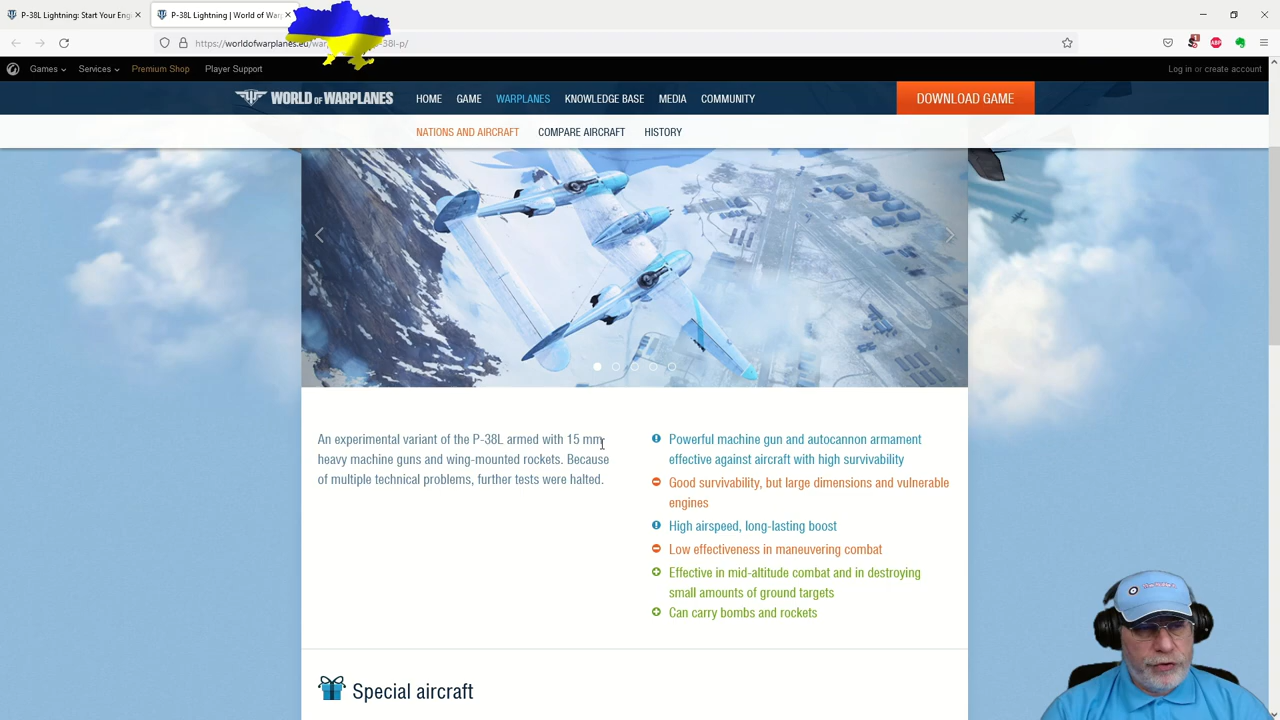 P-38L Lightning: Start Your Eng
P-38L Lightning | World of War
https://worldofwarplanes.eu/war
38l-p/
Games
Services
Premium Shop
Player Support
Log in or create account
WORLD OF WARPLANES
HOME
GAME
WARPLANES
KNOWLEDGE BASE
MEDIA
COMMUNITY
DOWNLOAD GAME
NATIONS AND AIRCRAFT
COMPARE AIRCRAFT
HISTORY
An experimental variant of the P-38L armed with 15 mm
heavy machine guns and wing-mounted rockets. Because
of multiple technical problems, further tests were halted.
Powerful machine gun and autocannon armament
effective against aircraft with high survivability
Good survivability, but large dimensions and vulnerable
engines
High airspeed, long-lasting boost
Low effectiveness in maneuvering combat
Effective in mid-altitude combat and in destroying
small amounts of ground targets
Can carry bombs and rockets
Special aircraft